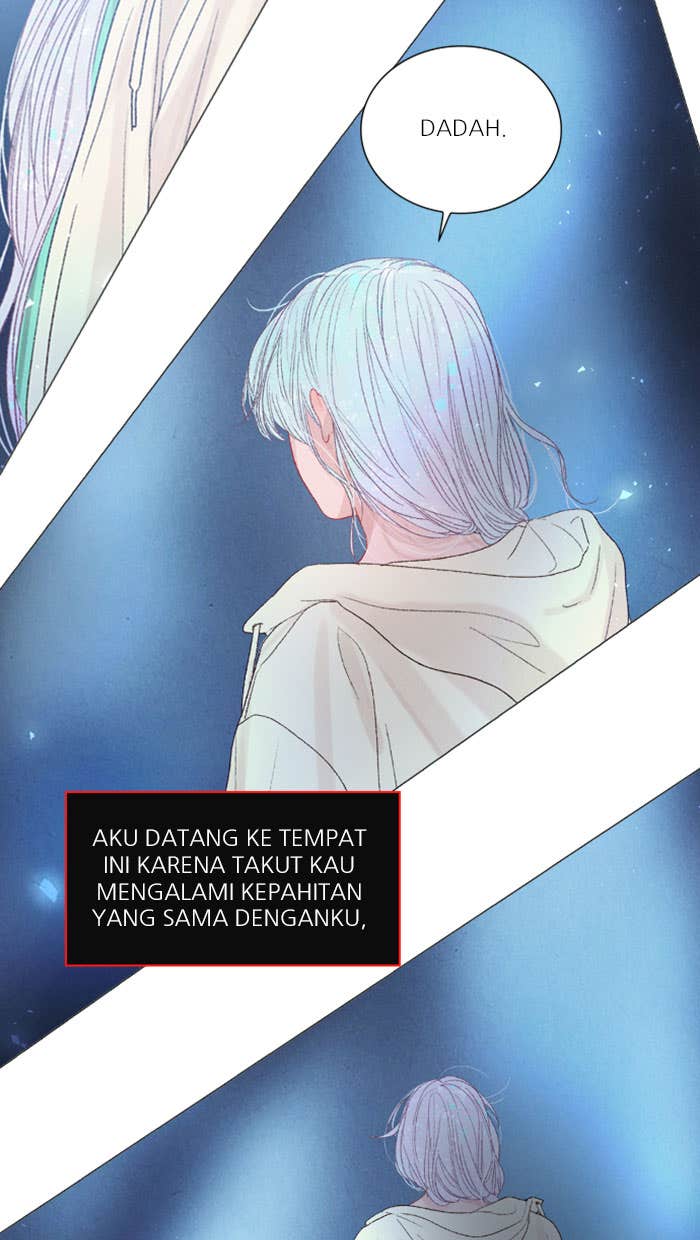 DADAH.
AKU DATANG KE TEMPAT
INI KARENA TAKUT KAU
MENGALAMI KEPAHITAN
YANG SAMA DENGANKU,